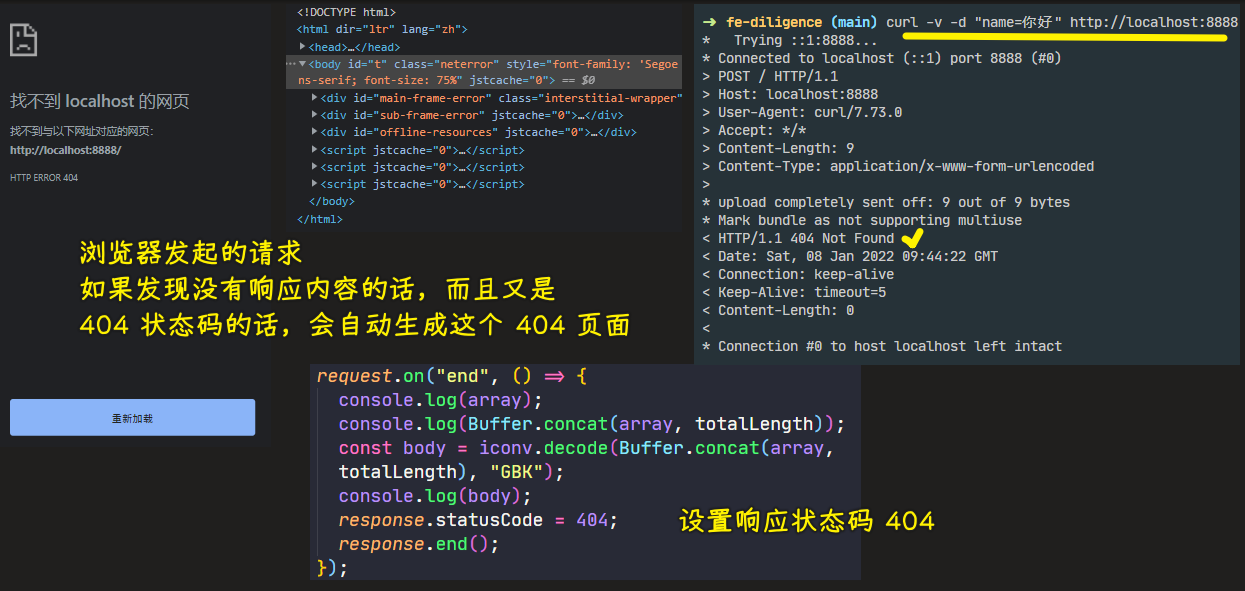 找不到 localhost 的网页
找不到与以下网址对应的网页:
http://localhost:8888/
HTTP ERROR 404
重新加载
<!DOCTYPE html>
<html dir="ltr" lang="zh">
<head>…</head>
<body id="t" class="neterror" style="font-family: 'Segoe
ns-serif; font-size: 75%" jstcache="0"> == $0
<div id="main-frame-error" class="interstitial-wrapper"
<div id="sub-frame-error" jstcache="0">…</div>
<div id="offline-resources" jstcache="0">…</div>
<script jstcache="0">…</script>
<script jstcache="0">…</script>
<script jstcache="0">…</script>
</body>
</html>
→ fe-diligence (main) curl -v -d "name=你好" http://localhost:8888
*   Trying ::1:8888...
* Connected to localhost (::1) port 8888 (#0)
> POST / HTTP/1.1
> Host: localhost:8888
> User-Agent: curl/7.73.0
> Accept: */*
> Content-Length: 9
> Content-Type: application/x-www-form-urlencoded
>
* upload completely sent off: 9 out of 9 bytes
* Mark bundle as not supporting multiuse
< HTTP/1.1 404 Not Found
< Date: Sat, 08 Jan 2022 09:44:22 GMT
< Connection: keep-alive
< Keep-Alive: timeout=5
< Content-Length: 0
<
* Connection #0 to host localhost left intact
浏览器发起的请求
如果发现没有响应内容的话，而且又是
404 状态码的话，会自动生成这个 404 页面
request.on("end", () => {
console.log(array);
console.log(Buffer.concat(array, totalLength));
const body = iconv.decode(Buffer.concat(array,
totalLength), "GBK");
console.log(body);
response.statusCode = 404;
response.end();
});
设置响应状态码 404